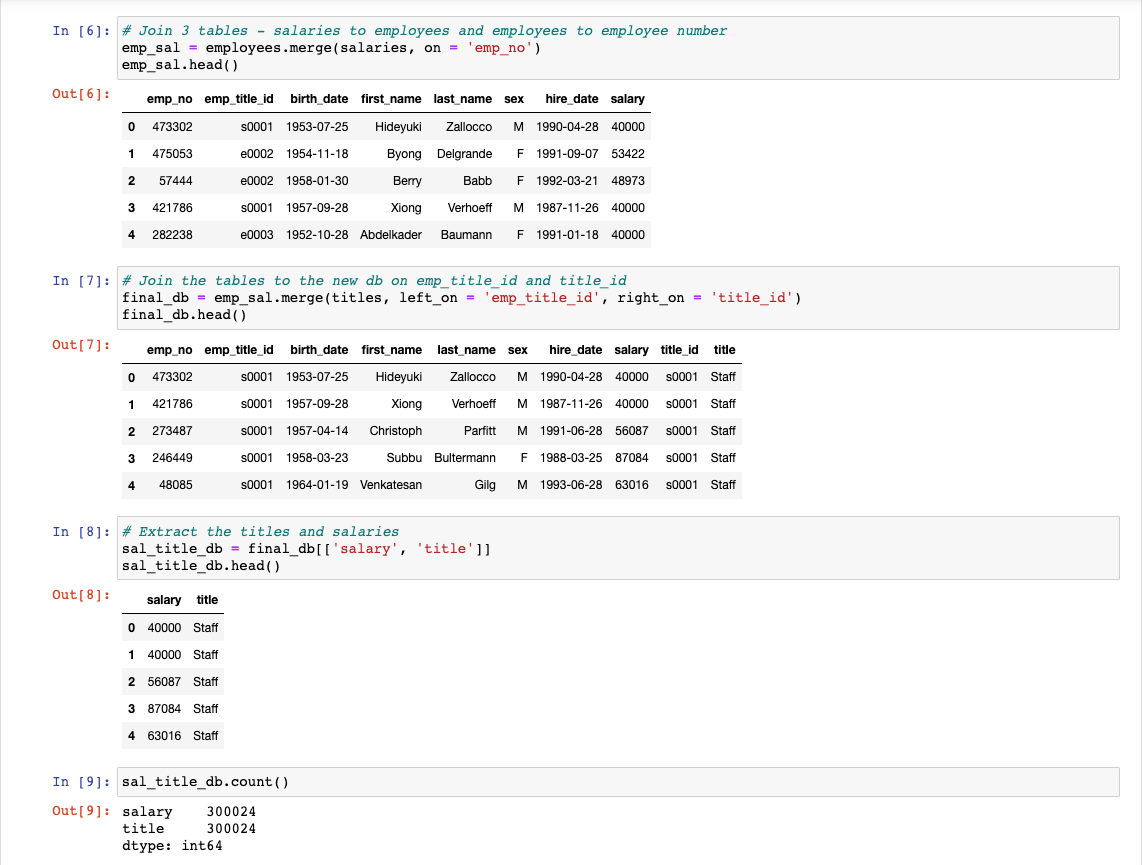 In [6]: # Join 3 tables - salaries to employees and employees to employee number
emp_sal = employees.merge(salaries, on = 'emp_no')
emp_sal.head()
Out[6]: emp_no emp_title_id birth_date first_name last_name sex hire_date salary
0 473302 s0001 1953-07-25 Hideyuki Zallocco M 1990-04-28 40000
1 475053 e0002 1954-11-18 Byong Delgrande F 1991-09-07 53422
2 57444 e0002 1958-01-30 Berry Babb F 1992-03-21 48973
3 421786 s0001 1957-09-28 Xiong Verhoeff M 1987-11-26 40000
4 282238 e0003 1952-10-28 Abdelkader Baumann F 1991-01-18 40000
In [7]: # Join the tables to the new db on emp_title_id and title_id
final_db = emp_sal.merge(titles, left_on = 'emp_title_id', right_on = 'title_id')
final_db.head()
Out[7]: emp_no emp_title_id birth_date first_name last_name sex hire_date salary title_id title
0 473302 s0001 1953-07-25 Hideyuki Zallocco M 1990-04-28 40000 s0001 Staff
1 421786 s0001 1957-09-28 Xiong Verhoeff M 1987-11-26 40000 s0001 Staff
2 273487 s0001 1957-04-14 Christoph Parfitt M 1991-06-28 56087 s0001 Staff
3 246449 s0001 1958-03-23 Subbu Bultermann F 1988-03-25 87084 s0001 Staff
4 48085 s0001 1964-01-19 Venkatesan Gilg M 1993-06-28 63016 s0001 Staff
In [8]: # Extract the titles and salaries
sal_title_db = final_db[['salary', 'title']]
sal_title_db.head()
Out[8]: salary title
0 40000 Staff
1 40000 Staff
2 56087 Staff
3 87084 Staff
4 63016 Staff
In [9]: sal_title_db.count()
Out[9]: salary 300024
title 300024
dtype: int64